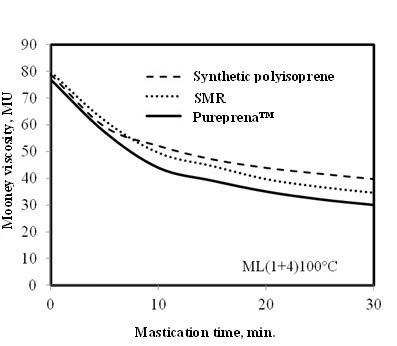 90
80
70
60
50
40
30
20
10
0
Mooney viscosity, MU
Synthetic polyisoprene
SMR
Pureprena™
ML(1+4)100°C
0 10 20 30
Mastication time, min.